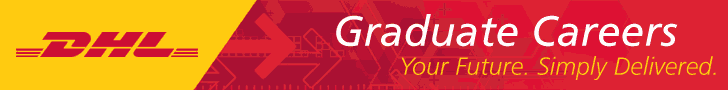 DHL
Graduate Careers
Your Future. Simply Delivered.